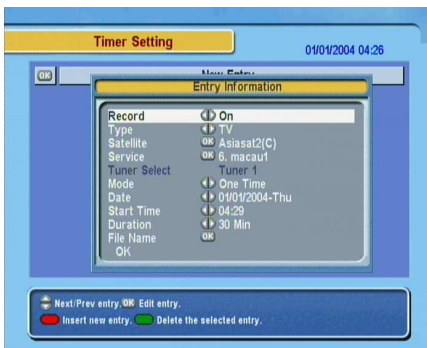 Timer Setting
01/01/2004 04:26
OK New Entry
Entry Information
Record On
Type TV
Satellite OK Asiasat2(C)
Service OK 6. macau1
Tuner Select Tuner 1
Mode One Time
Date 01/01/2004-Thu
Start Time 04:29
Duration 30 Min
File Name OK
OK
Next/Prev entry, OK Edit entry.
Insert new entry. Delete the selected entry.